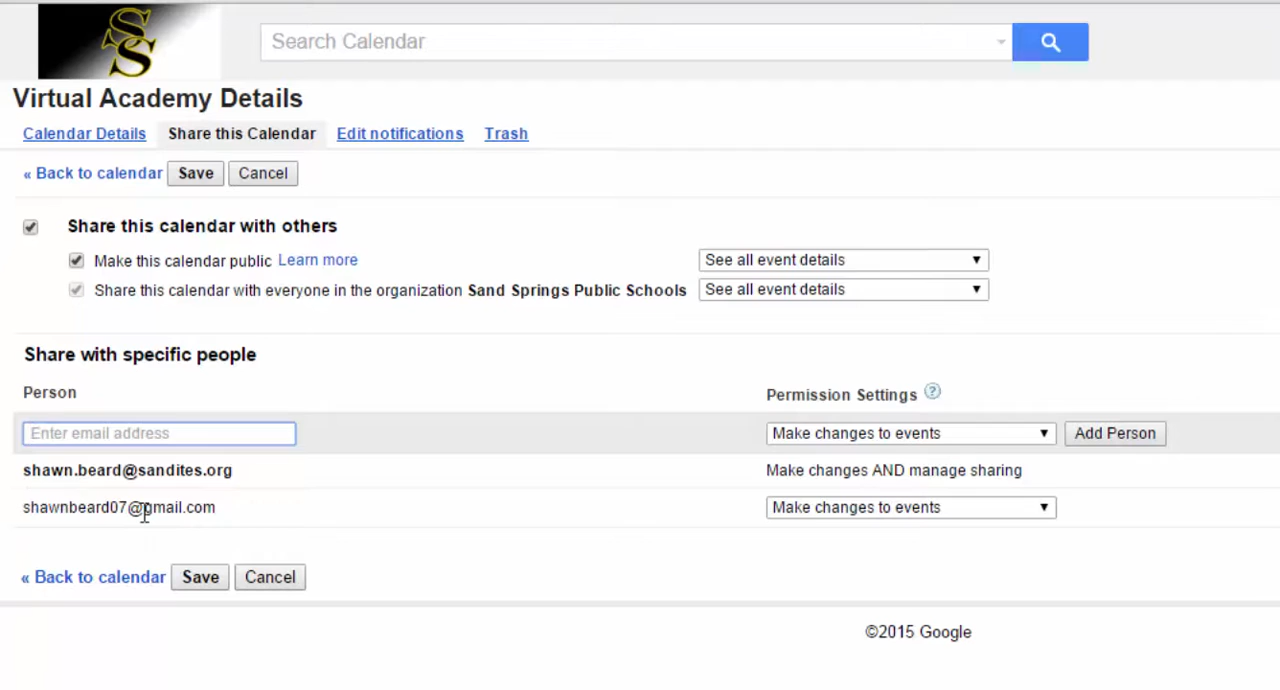 SS
Search Calendar
Virtual Academy Details
Calendar Details Share this Calendar Edit notifications Trash
« Back to calendar Save Cancel
Share this calendar with others
Make this calendar public Learn more See all event details
Share this calendar with everyone in the organization Sand Springs Public Schools See all event details
Share with specific people
Person Permission Settings ?
Enter email address Make changes to events Add Person
shawn.beard@sandites.org Make changes AND manage sharing
shawnbeard07@gmail.com Make changes to events
« Back to calendar Save Cancel
©2015 Google